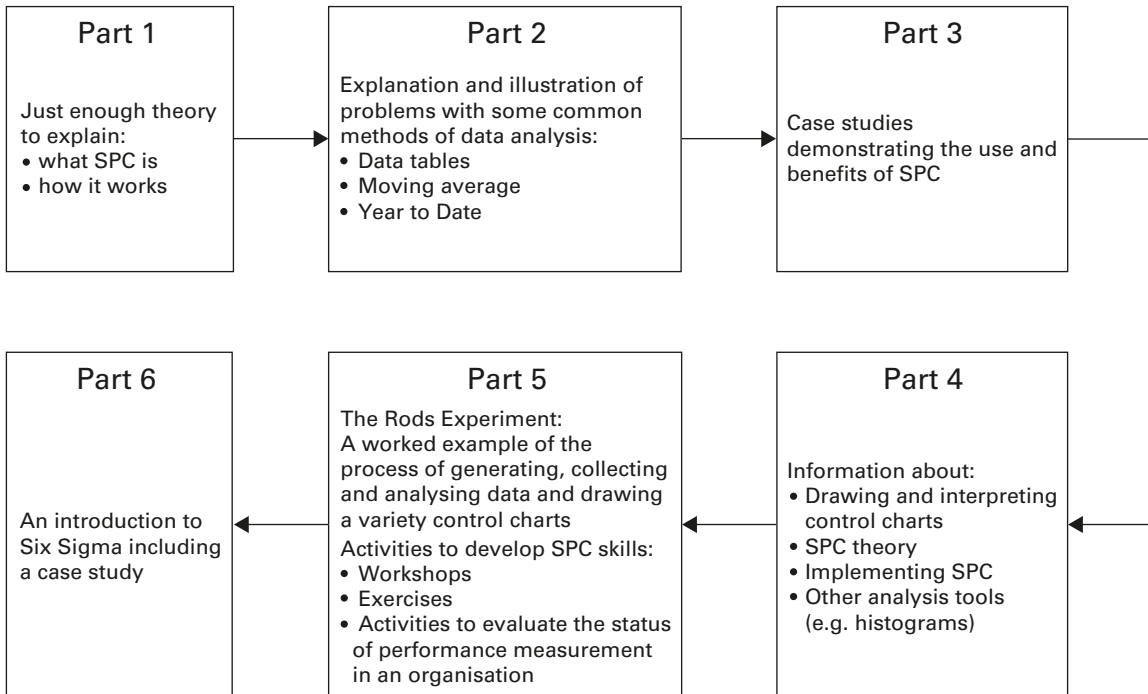 Part 1
Just enough theory
to explain:
• what SPC is
• how it works
Part 2
Explanation and illustration of
problems with some common
methods of data analysis:
• Data tables
• Moving average
• Year to Date
Part 3
Case studies
demonstrating the use and
benefits of SPC
Part 4
Information about:
• Drawing and interpreting
control charts
• SPC theory
• Implementing SPC
• Other analysis tools
(e.g. histograms)
Part 5
The Rods Experiment:
A worked example of the
process of generating, collecting
and analysing data and drawing
a variety control charts
Activities to develop SPC skills:
• Workshops
• Exercises
• Activities to evaluate the status
of performance measurement
in an organisation
Part 6
An introduction to
Six Sigma including
a case study